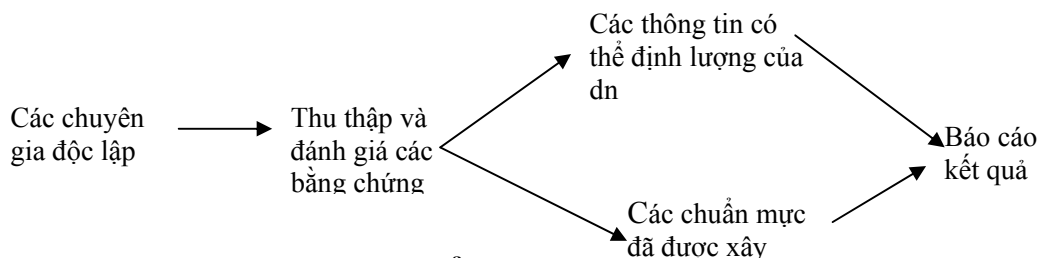 Các chuyên
gia độc lập
Thu thập và
đánh giá các
bằng chứng
Các thông tin có
thể định lượng của
dn
Các chuẩn mực
đã được xây
Báo cáo
kết quả